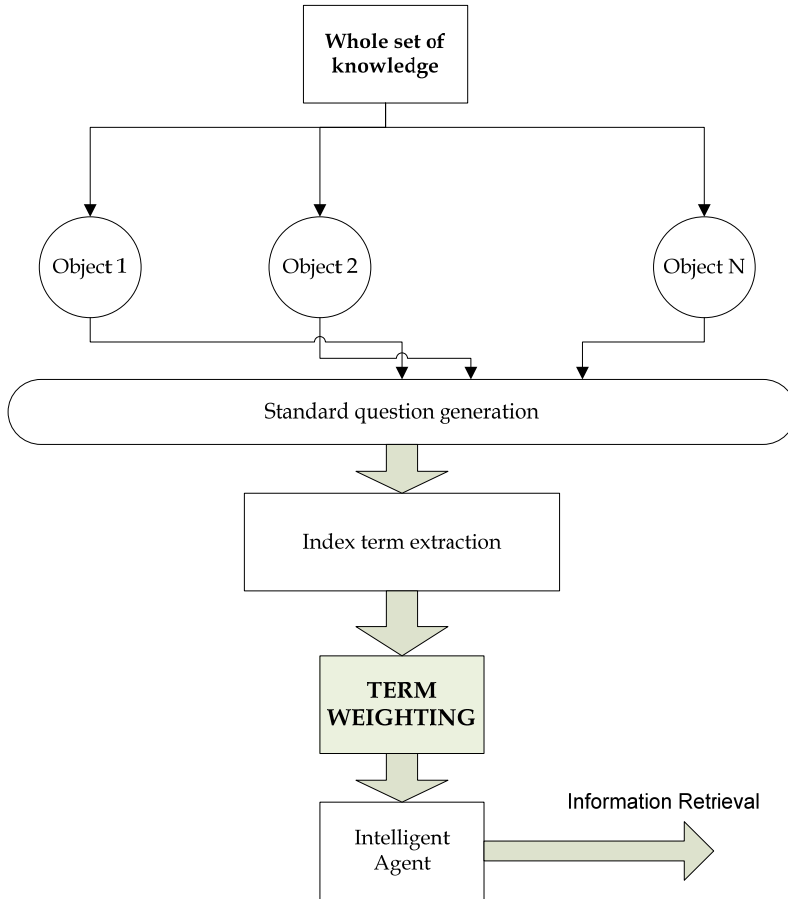 Whole set of
knowledge
Object 1
Object 2
Object N
Standard question generation
Index term extraction
TERM
WEIGHTING
Information Retrieval
Intelligent
Agent